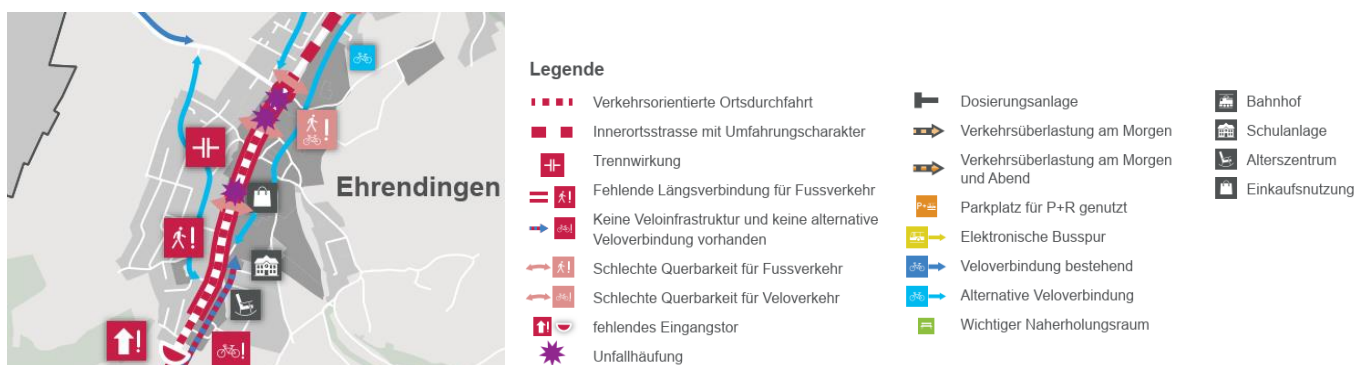 Ehrendingen
Legende
Verkehrsorientierte Ortsdurchfahrt
Innerortsstrasse mit Umfahrungscharakter
Trennwirkung
Fehlende Längsverbindung für Fussverkehr
Keine Veloinfrastruktur und keine alternative
Veloverbindung vorhanden
Schlechte Querbarkeit für Fussverkehr
Schlechte Querbarkeit für Veloverkehr
fehlendes Eingangstor
Unfallhäufung
Dosierungsanlage
Verkehrsüberlastung am Morgen
Verkehrsüberlastung am Morgen
und Abend
P+
Parkplatz für P+R genutzt
Elektronische Busspur
Veloverbindung bestehend
Alternative Veloverbindung
Wichtiger Naherholungsraum
Bahnhof
Schulanlage
Alterszentrum
Einkaufsnutzung